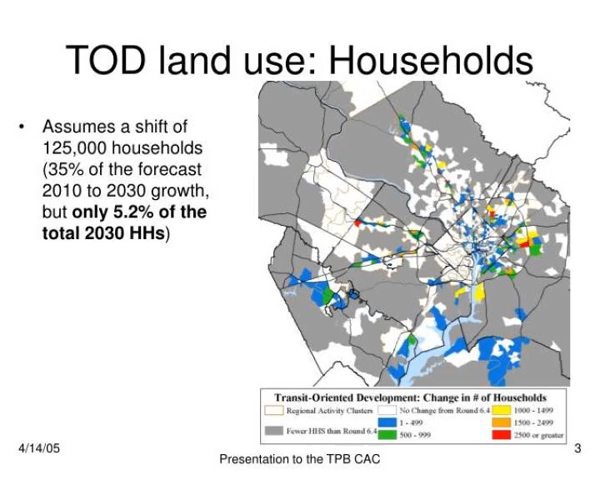 TOD land use: Households
• Assumes a shift of
125,000 households
(35% of the forecast
2010 to 2030 growth,
but only 5.2% of the
total 2030 HHs)
Transit-Oriented Development: Change in # of Households
Regional Activity Clusters
No Change from Round 6.4
1000 - 1499
1 - 499
1500 - 2499
Fewer HHS than Round 6.4
500 - 999
2500 or greater
4/14/05
Presentation to the TPB CAC
3